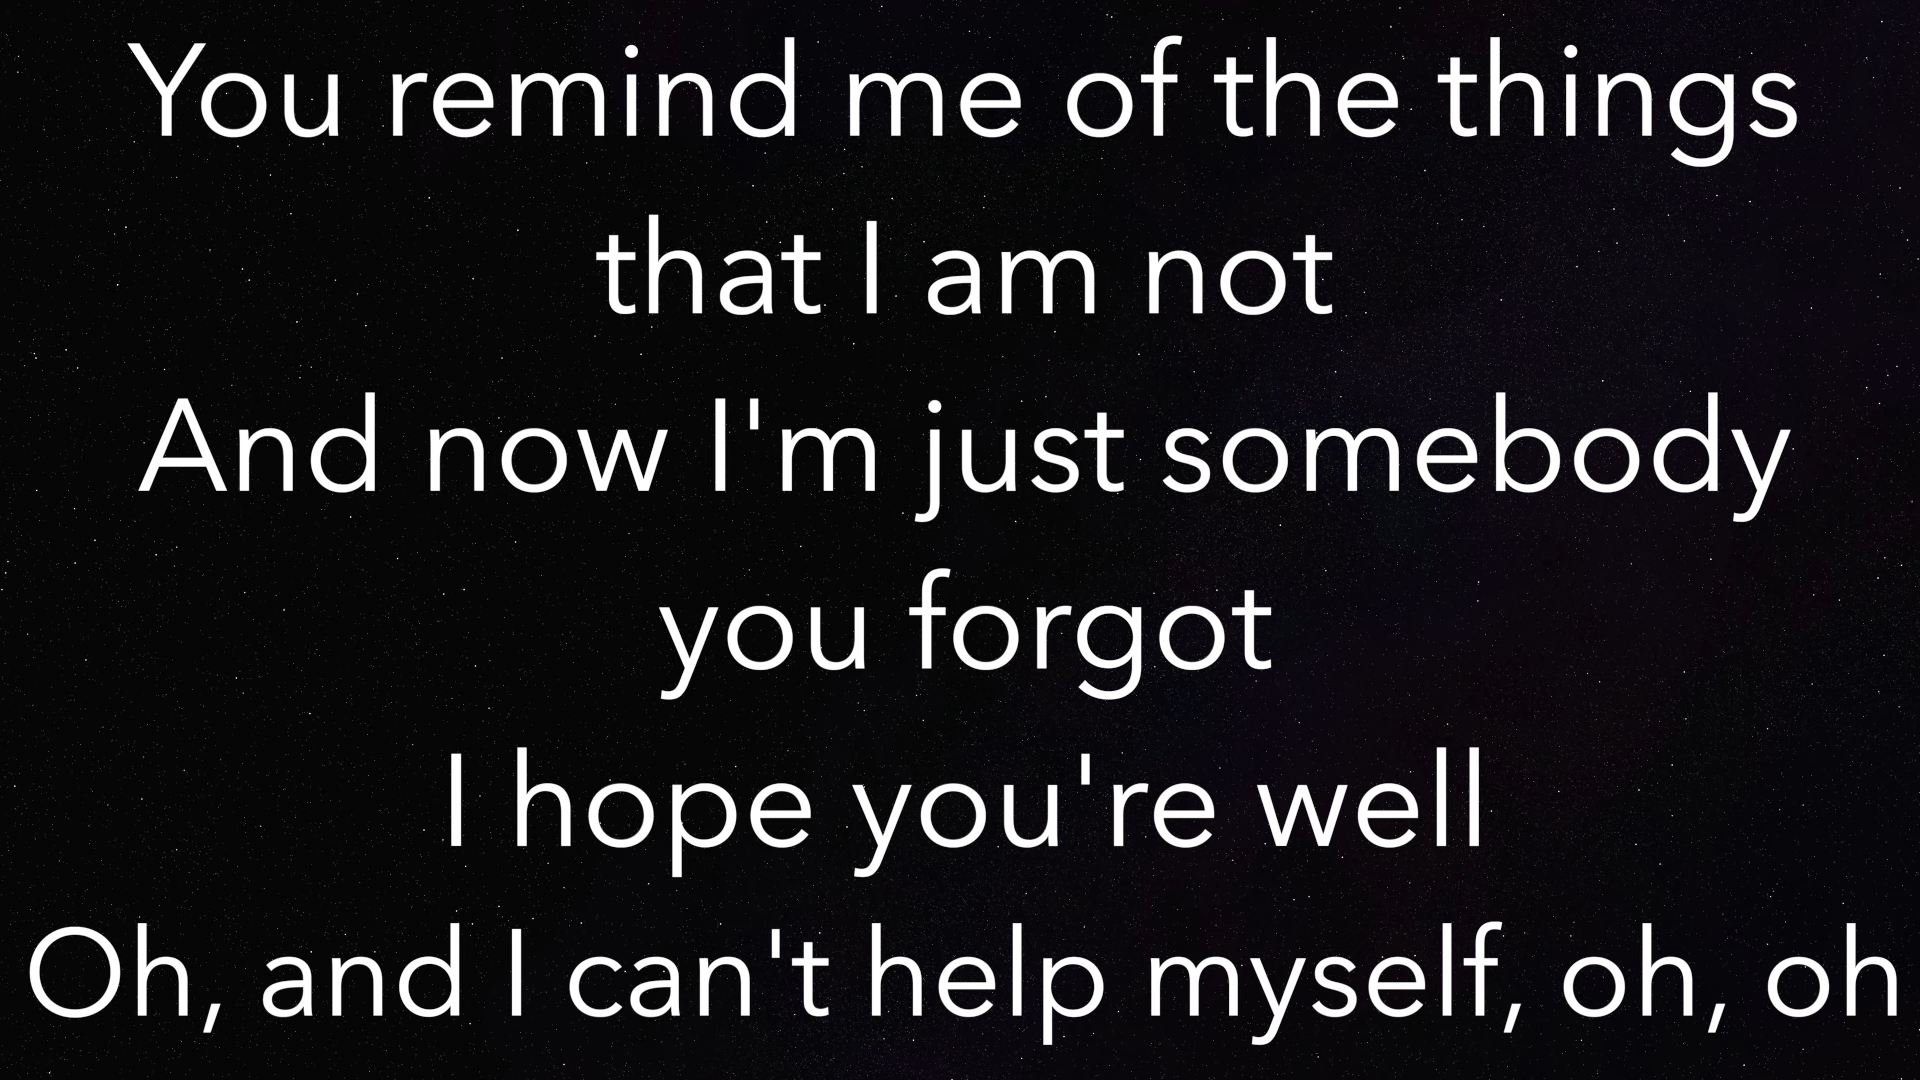 You remind me of the things
that I am not
And now I'm just somebody
you forgot
I hope you're well
Oh, and I can't help myself, oh, oh